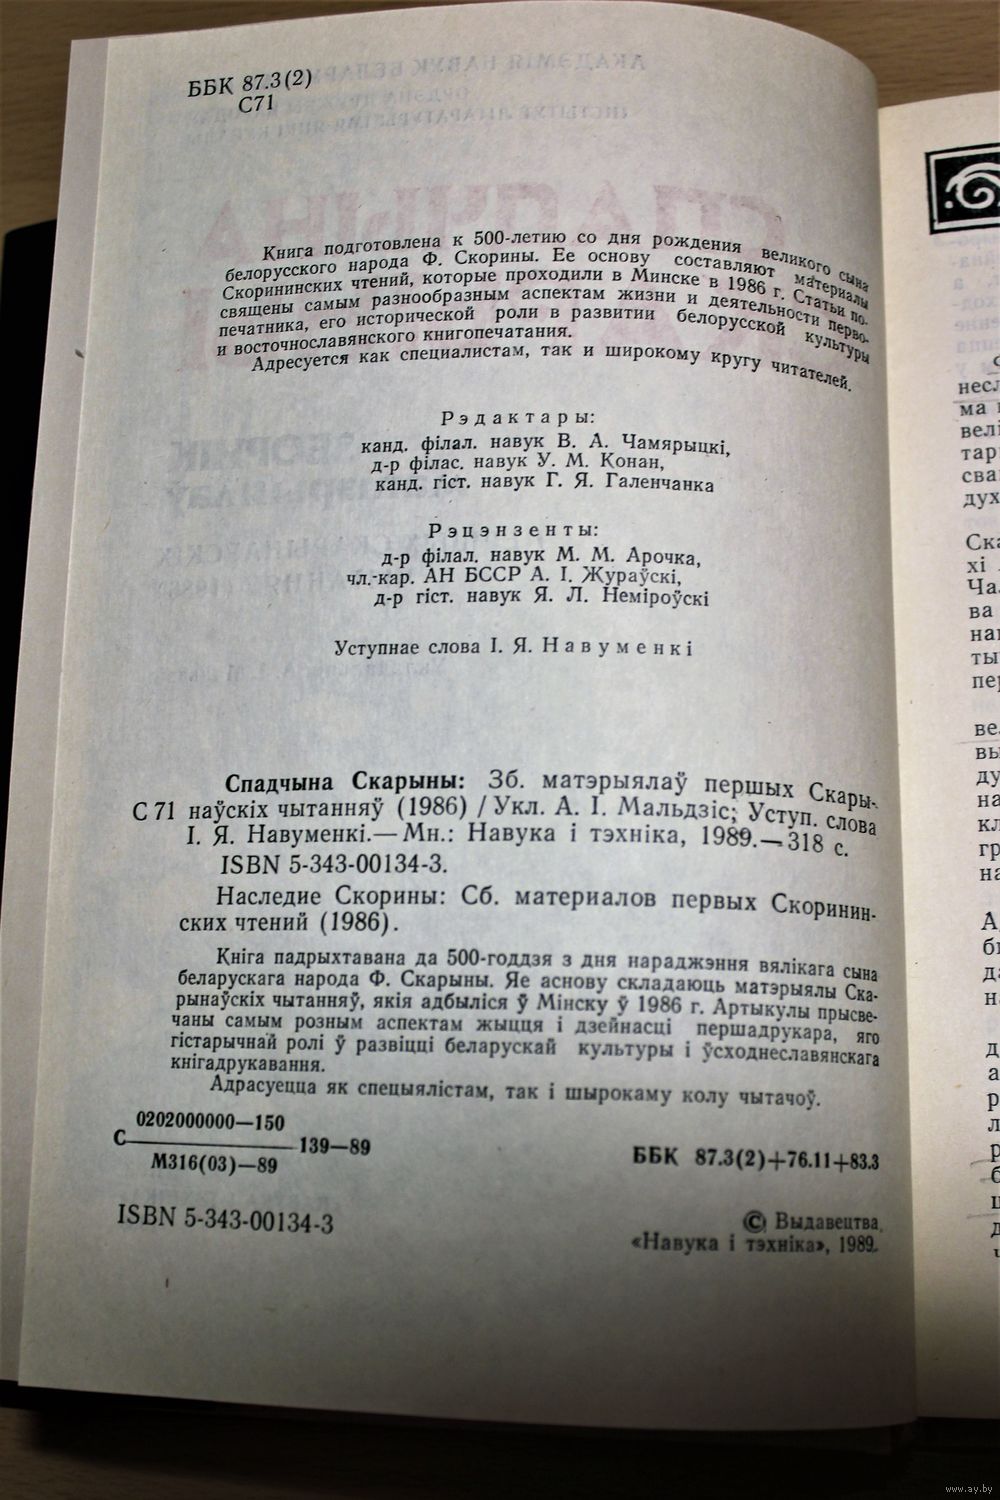 ББК 87.3(2)
С71
Книга подготовлена к 500-летию со дня рождения великого сына
белорусского народа Ф. Скорины. Ее основу составляют материалы
Скорининских чтений, которые проходили в Минске в 1986 г. Статьи по-
священы самым разнообразным аспектам жизни и деятельности перво-
печатника, его исторической роли в развитии белорусской культуры
и восточнославянского книгопечатания.
Адресуется как специалистам, так и широкому кругу читателей.
Рэдактары:
канд. філал. навук В. А. Чамярыцкі,
д-р філас. навук У. М. Конан,
канд. гіст. навук Г. Я. Галенчанка
Рэцэнзенты:
д-р філал. навук М. М. Арочка,
чл.-кар. АН БССР А. І. Жураўскі,
д-р гіст. навук Я. Л. Неміроўскі
Уступнае слова І. Я. Навуменкі
Спадчына Скарыны: Зб. матэрыялаў першых Скары-
С 71 наўскіх чытанняў (1986) / Укл. А. І. Мальдзіс; Уступ. слова
І. Я. Навуменкі.— Мн.: Навука і тэхніка, 1989.— 318 с.
ISBN 5-343-00134-3.
Наследие Скорины: Сб. материалов первых Скоринин-
ских чтений (1986).
Кніга падрыхтавана да 500-годдзя з дня нараджэння вялікага сына
беларускага народа Ф. Скарыны. Яе аснову складаюць матэрыялы Ска-
рынаўскіх чытанняў, якія адбыліся ў Мінску ў 1986 г. Артыкулы прысве-
чаны самым розным аспектам жыцця і дзейнасці першадрукара, яго
гістарычнай ролі ў развіцці беларускай культуры і ўсходнеславянскага
кнігадрукавання.
Адрасуецца як спецыялістам, так і шырокаму колу чытачоў.
0202000000—150
С 139—89
М316(03)—89
ББК 87.3(2)+76.11+83.3
ISBN 5-343-00134-3
© Выдавецтва
«Навука і тэхніка», 1989.
www.ay.by